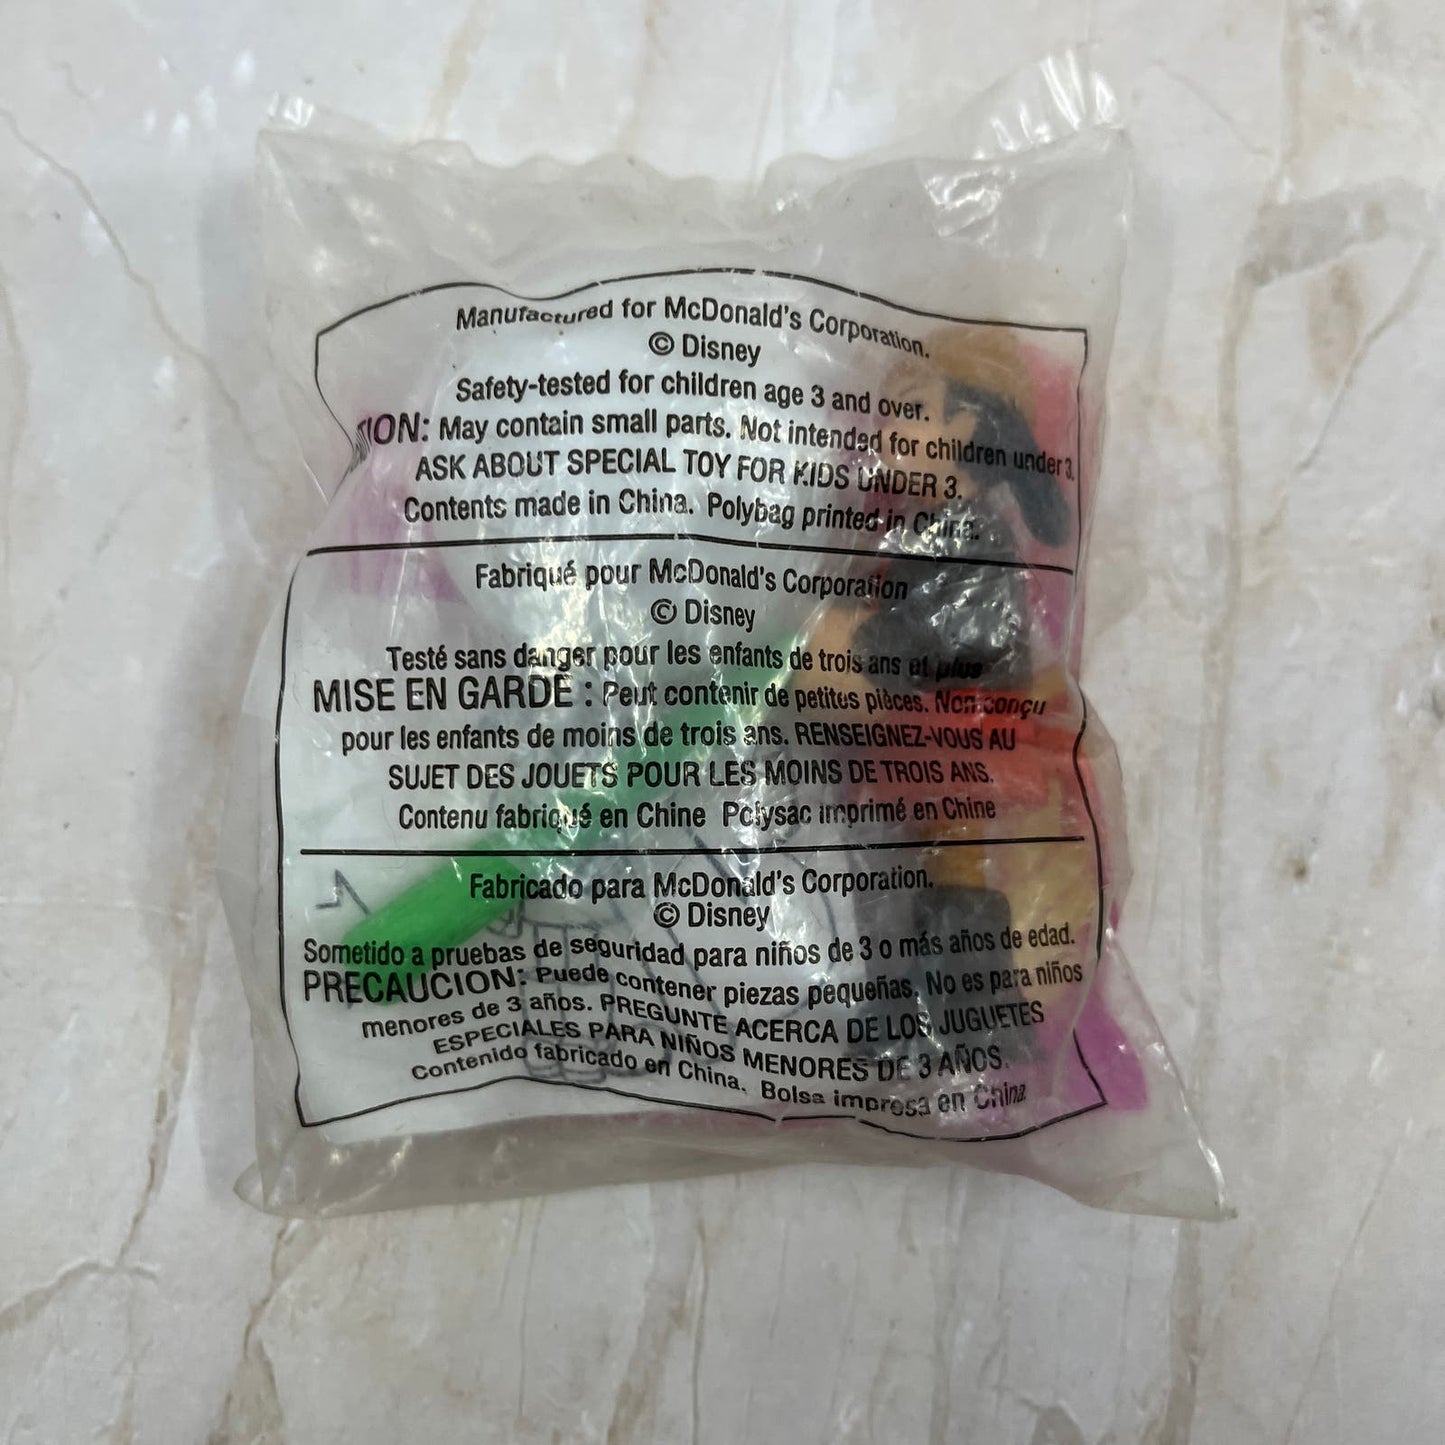 Manufactured for McDonald's Corporation.
© Disney
Safety-tested for children age 3 and over.
ION: May contain small parts. Not intended for children under 3.
ASK ABOUT SPECIAL TOY FOR KIDS UNDER 3.
Contents made in China. Polybag printed in China.
Fabriqué pour McDonald's Corporation
© Disney
Testé sans danger pour les enfants de trois ans et plus
MISE EN GARDE : Peut contenir de petites pièces. Non conçu
pour les enfants de moins de trois ans. RENSEIGNEZ-VOUS AU
SUJET DES JOUETS POUR LES MOINS DE TROIS ANS.
Contenu fabriqué en Chine Polysac imprimé en Chine
Fabricado para McDonald's Corporation.
© Disney
Sometido a pruebas de seguridad para niños de 3 o más años de edad.
PRECAUCION: Puede contener piezas pequeñas. No es para niños
menores de 3 años. PREGUNTE ACERCA DE LOS JUGUETES
ESPECIALES PARA NIÑOS MENORES DE 3 AÑOS.
Contenido fabricado en China. Bolsa impresa en China